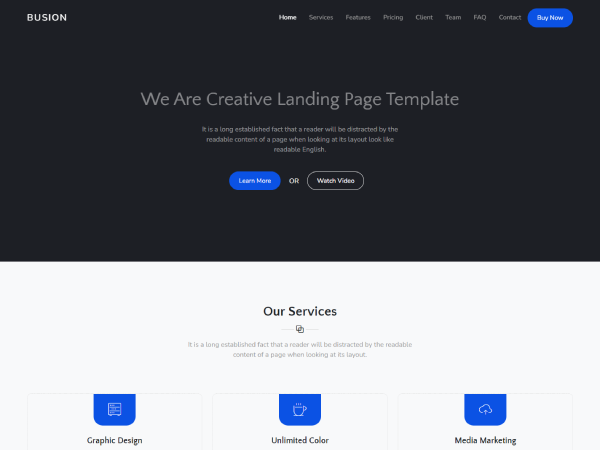 BUSION
Home Services Features Pricing Client Team FAQ Contact Buy Now
We Are Creative Landing Page Template
It is a long established fact that a reader will be distracted by the
readable content of a page when looking at its layout look like
readable English.
Learn More OR Watch Video
Our Services
It is a long established fact that a reader will be distracted by the readable
content of a page when looking at its layout.
Graphic Design Unlimited Color Media Marketing